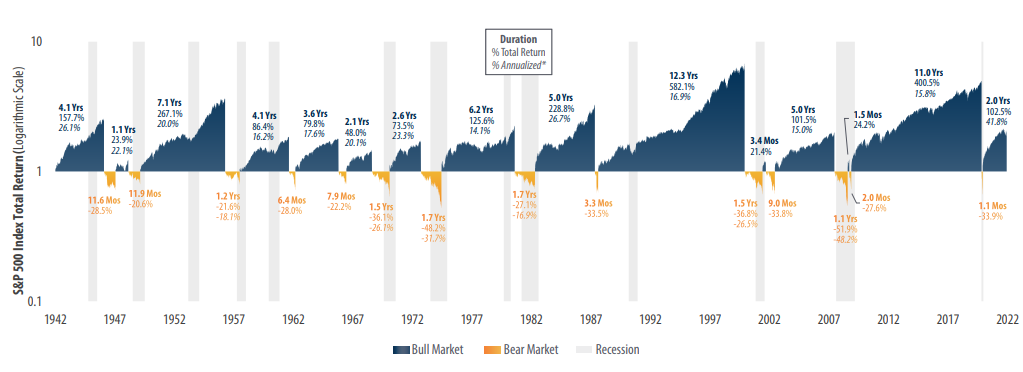 S&P 500 Index Total Return(Logarithmic Scale)
10
1
0.1
Duration
% Total Return
% Annualized*
4.1 Yrs
157.7%
26.1%
1.1 Yrs
23.9%
22.1%
7.1 Yrs
267.1%
20.0%
4.1 Yrs
86.4%
16.2%
3.6 Yrs
79.8%
17.6%
2.1 Yrs
48.0%
20.1%
2.6 Yrs
73.5%
23.3%
6.2 Yrs
125.6%
14.1%
5.0 Yrs
228.8%
26.7%
12.3 Yrs
582.1%
16.9%
3.4 Mos
21.4%
5.0 Yrs
101.5%
15.0%
1.5 Mos
24.2%
11.0 Yrs
400.5%
15.8%
2.0 Yrs
102.5%
41.8%
11.6 Mos
-28.5%
11.9 Mos
-20.6%
1.2 Yrs
-21.6%
-18.1%
6.4 Mos
-28.0%
7.9 Mos
-22.2%
1.5 Yrs
-36.1%
-26.1%
1.7 Yrs
-48.2%
-31.7%
1.7 Yrs
-27.1%
-16.9%
3.3 Mos
-33.5%
1.5 Yrs
-36.8%
-26.5%
9.0 Mos
-33.8%
1.1 Yrs
-51.9%
-48.2%
2.0 Mos
-27.6%
1.1 Mos
-33.9%
1942 1947 1952 1957 1962 1967 1972 1977 1982 1987 1992 1997 2002 2007 2012 2017 2022
Bull Market Bear Market Recession